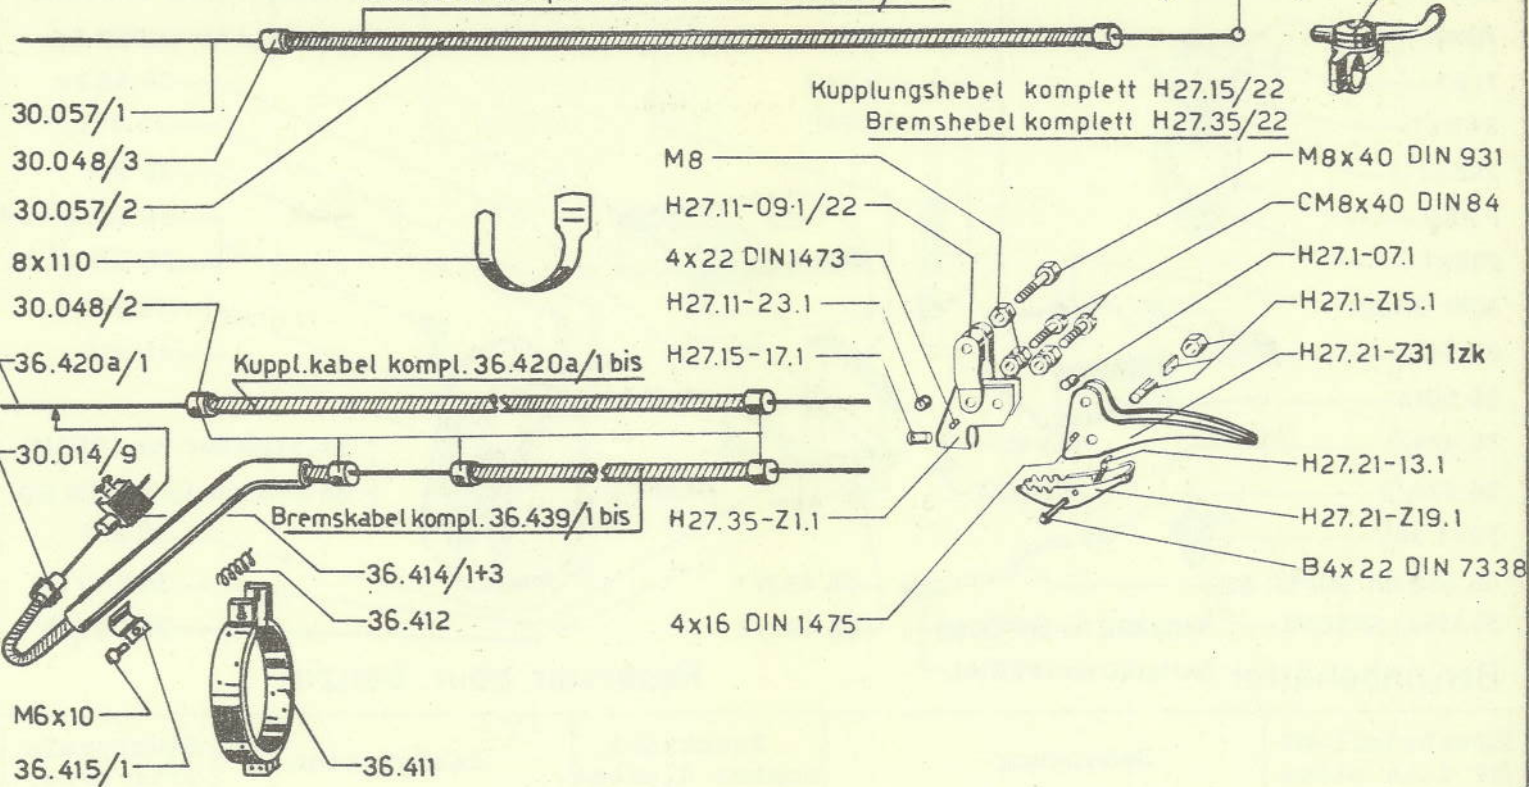 30.057/1
30.048/3
30.057/2
8x110
30.048/2
36.420a/1
30.014/9
Kupplungshebel komplett H27.15/22
Bremshebel komplett H27.35/22
M8
H27.11-09·1/22
4x22 DIN1473
H27.11-23.1
H27.15-17.1
M8x40 DIN 931
CM8x40 DIN84
H27.1-07.1
H27.1-Z15.1
H27.21-Z31 1zk
Kuppl.kabel kompl. 36.420a/1 bis
Bremskabel kompl. 36.439/1 bis
H27.35-Z1.1
H27.21-13.1
H27.21-Z19.1
B4x22 DIN 7338
36.414/1+3
36.412
4x16 DIN 1475
M6x10
36.415/1
36.411